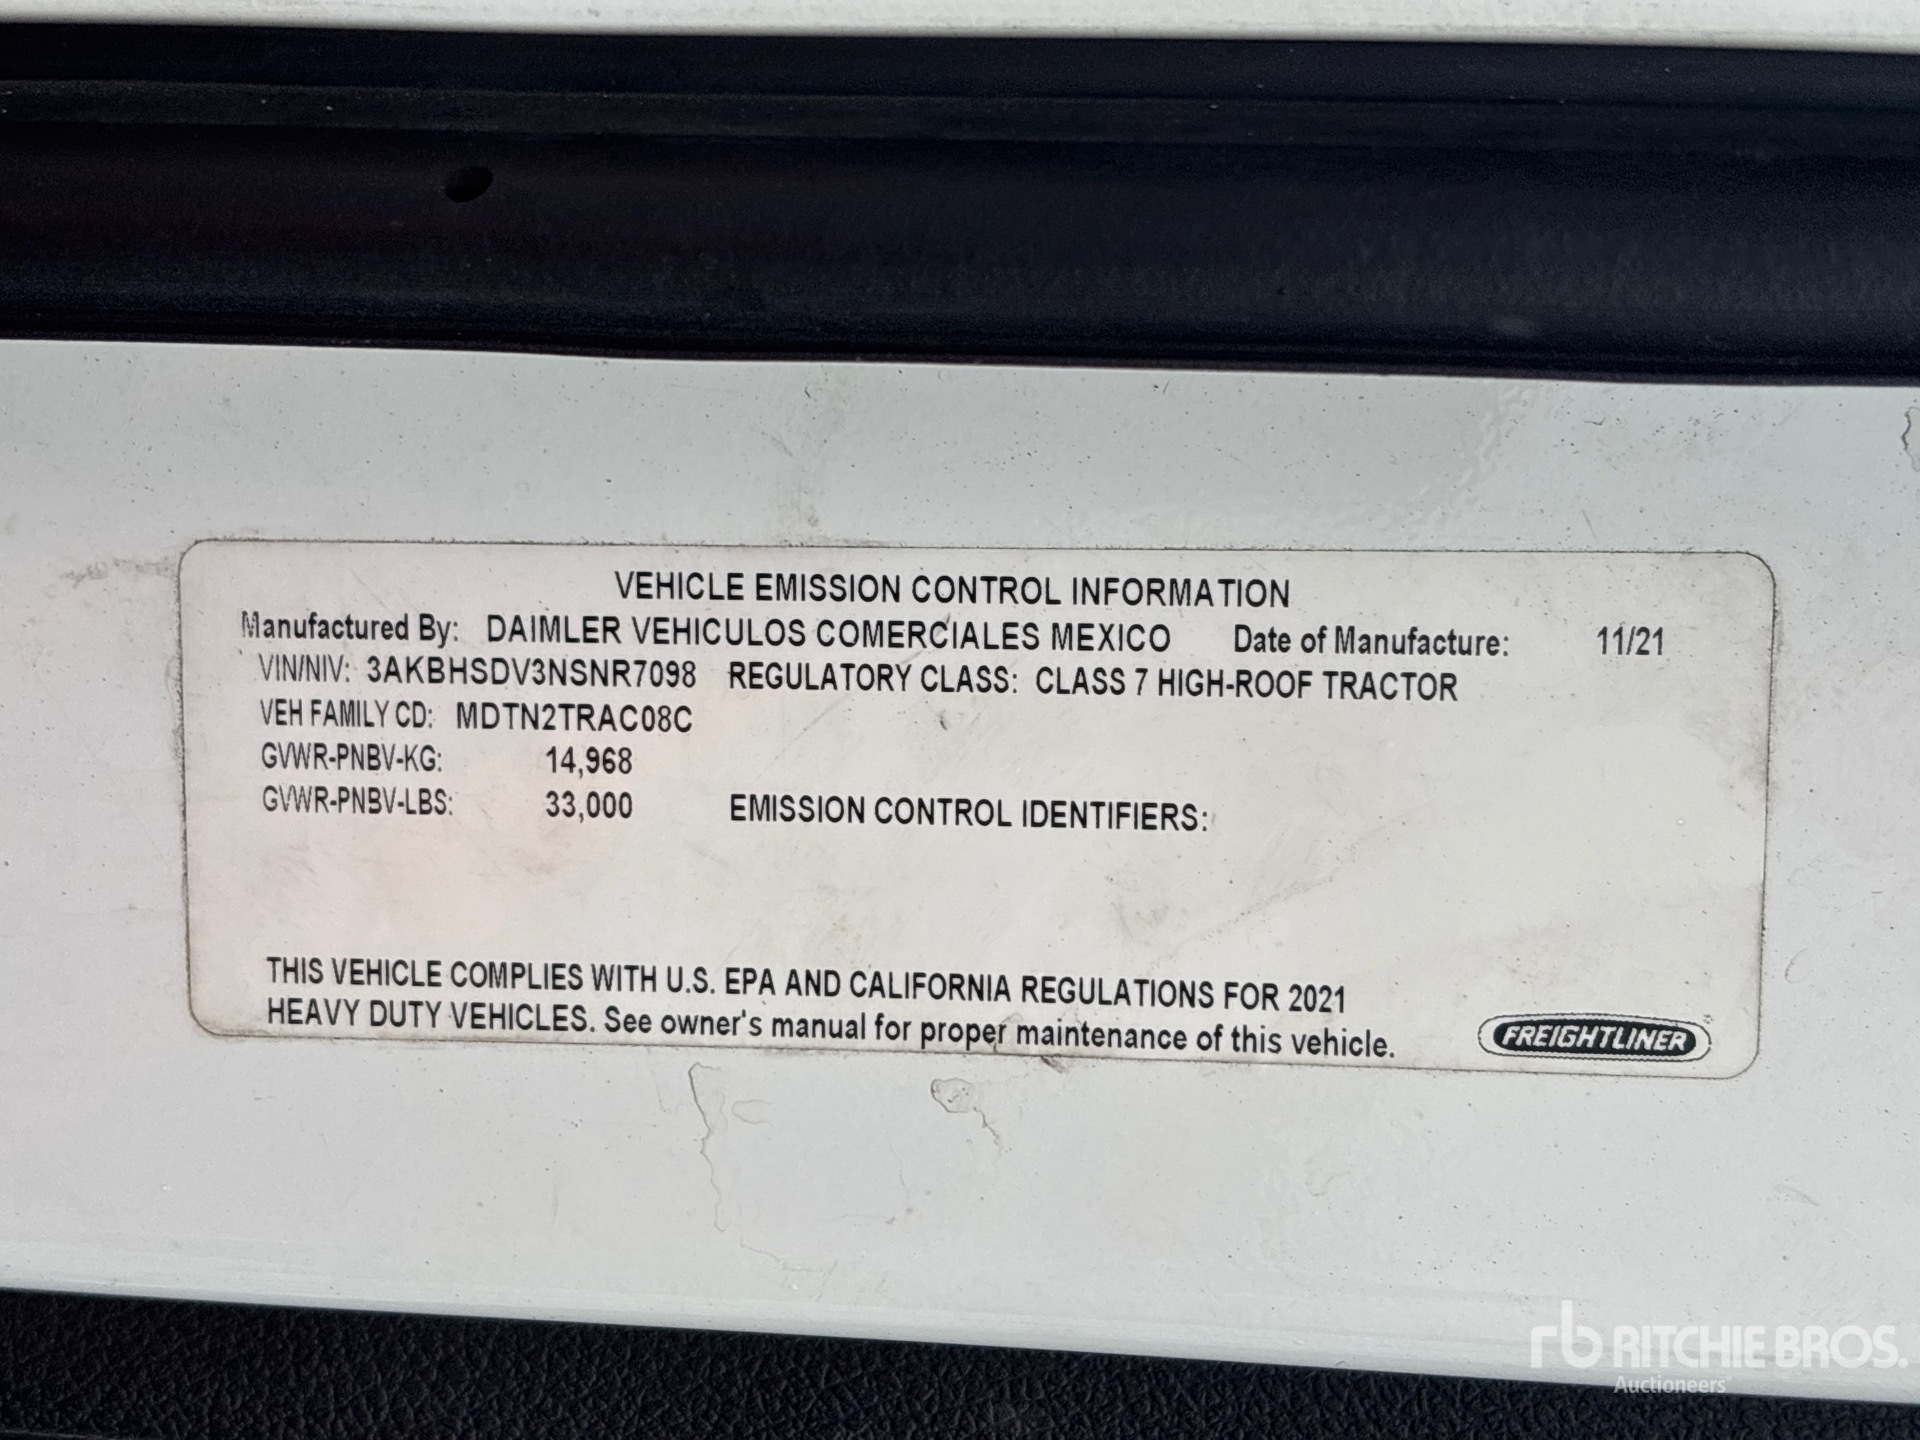 VEHICLE EMISSION CONTROL INFORMATION
Manufactured By: DAIMLER VEHICULOS COMERCIALES MEXICO Date of Manufacture: 11/21
VIN/NIV: 3AKBHSDV3NSNR7098 REGULATORY CLASS: CLASS 7 HIGH-ROOF TRACTOR
VEH FAMILY CD: MDTN2TRAC08C
GVWR-PNBV-KG: 14,968
GVWR-PNBV-LBS: 33,000 EMISSION CONTROL IDENTIFIERS:
THIS VEHICLE COMPLIES WITH U.S. EPA AND CALIFORNIA REGULATIONS FOR 2021
HEAVY DUTY VEHICLES. See owner's manual for proper maintenance of this vehicle.
FREIGHTLINER
rb RITCHIE BROS.
Auctioneers